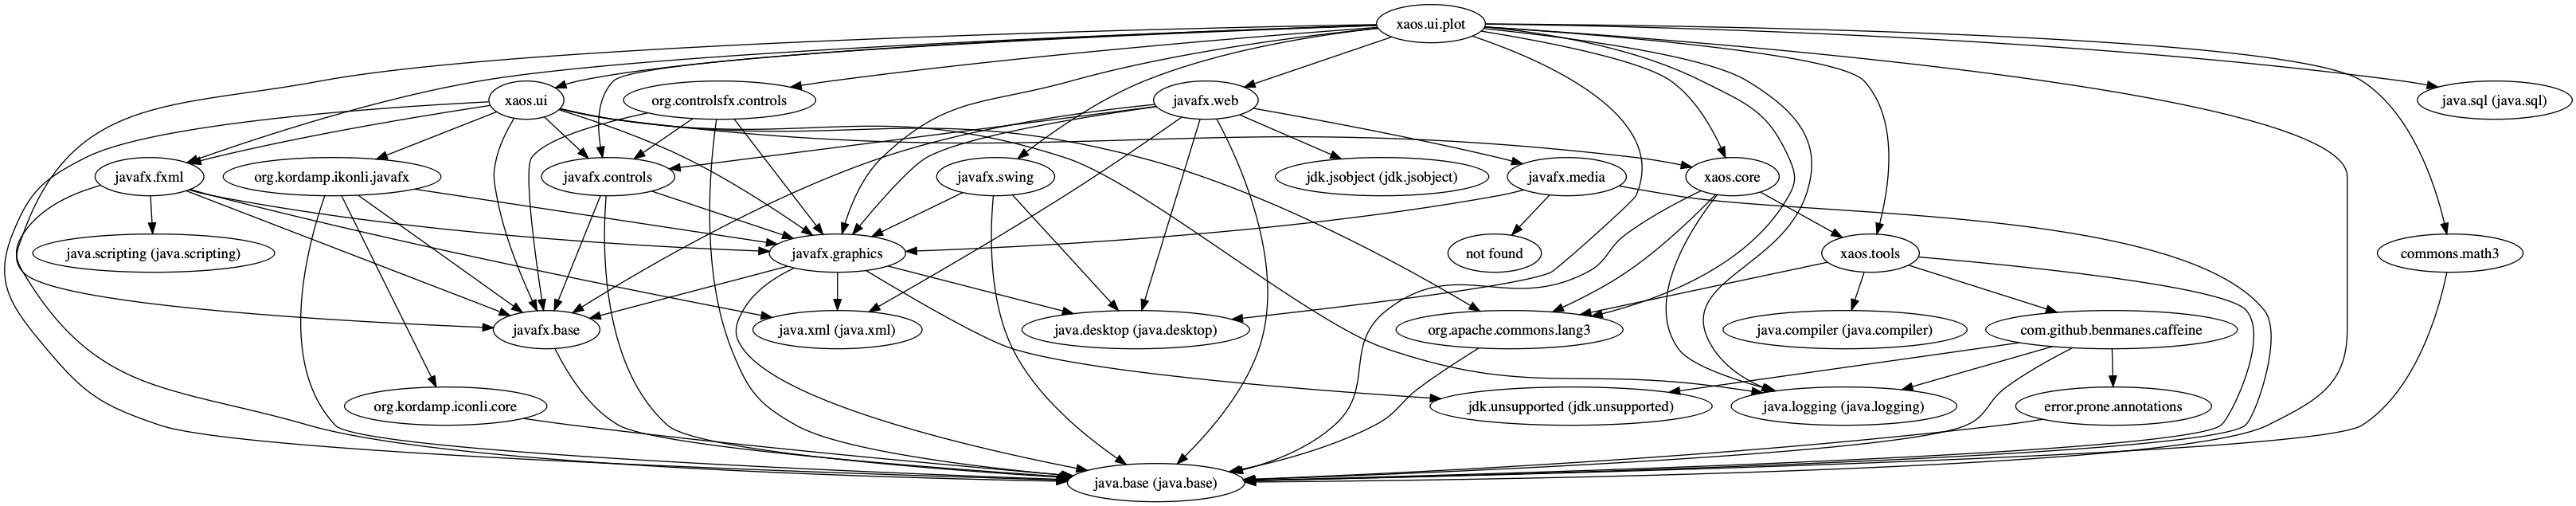 xaos.ui.plot
xaos.ui
org.controlsfx.controls
javafx.web
java.sql (java.sql)
javafx.fxml
org.kordamp.ikonli.javafx
javafx.controls
javafx.swing
jdk.jsobject (jdk.jsobject)
javafx.media
xaos.core
java.scripting (java.scripting)
javafx.graphics
not found
xaos.tools
commons.math3
javafx.base
java.xml (java.xml)
java.desktop (java.desktop)
org.apache.commons.lang3
java.compiler (java.compiler)
com.github.benmanes.caffeine
org.kordamp.iconli.core
jdk.unsupported (jdk.unsupported)
java.logging (java.logging)
error.prone.annotations
java.base (java.base)